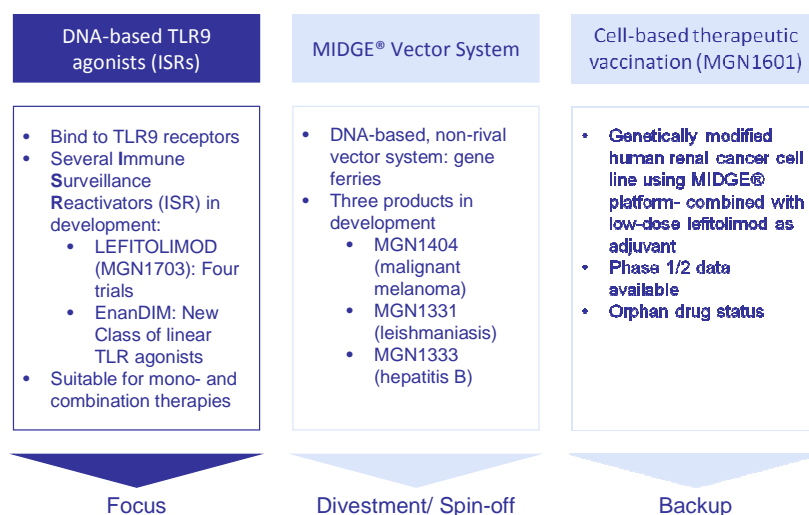 DNA-based TLR9
agonists (ISRs)
• Bind to TLR9 receptors
• Several Immune
Surveillance
Reactivators (ISR) in
development:
• LEFITOLIMOD
(MGN1703): Four
trials
• EnanDIM: New
Class of linear
TLR agonists
• Suitable for mono- and
combination therapies
Focus
MIDGE® Vector System
• DNA-based, non-rival
vector system: gene
ferries
• Three products in
development
• MGN1404
(malignant
melanoma)
• MGN1331
(leishmaniasis)
• MGN1333
(hepatitis B)
Divestment/ Spin-off
Cell-based therapeutic
vaccination (MGN1601)
• Genetically modified
human renal cancer cell
line using MIDGE®
platform- combined with
low-dose lefitolimod as
adjuvant
• Phase 1/2 data
available
• Orphan drug status
Backup